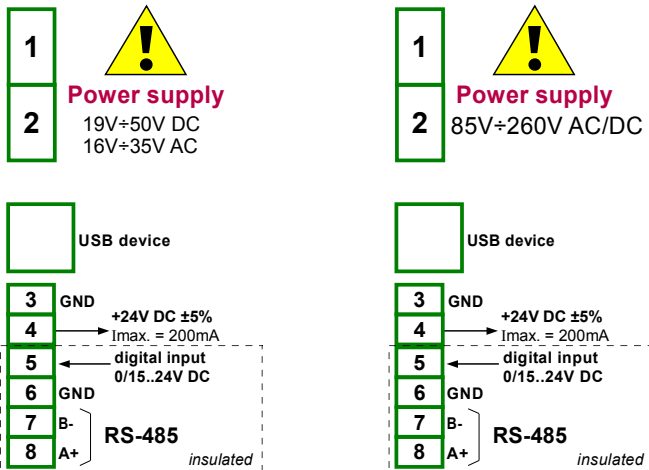 1
2
Power supply
19V÷50V DC
16V÷35V AC
USB device
3 GND
4 +24V DC ±5%
Imax. = 200mA
5 digital input
0/15..24V DC
6 GND
7 B-
8 A+
RS-485
insulated
1
2
Power supply
85V÷260V AC/DC
USB device
3 GND
4 +24V DC ±5%
Imax. = 200mA
5 digital input
0/15..24V DC
6 GND
7 B-
8 A+
RS-485
insulated